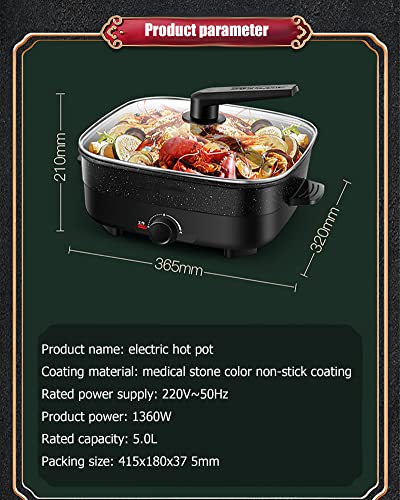 Product parameter
210mm
320mm
365mm
Product name: electric hot pot
Coating material: medical stone color non-stick coating
Rated power supply: 220V~50Hz
Product power: 1360W
Rated capacity: 5.0L
Packing size: 415x180x37 5mm